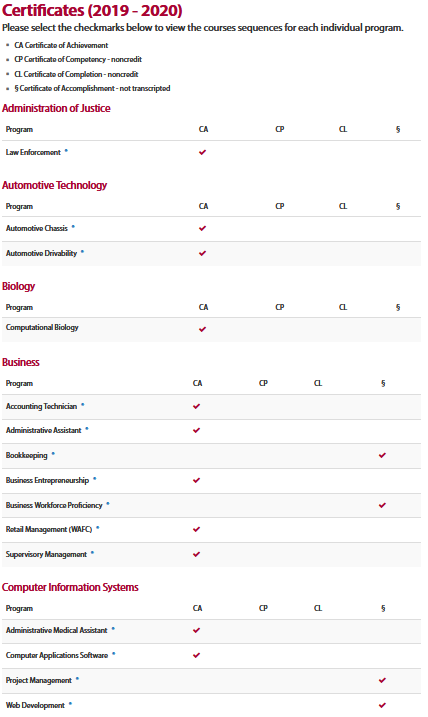 Certificates (2019 - 2020)
Please select the checkmarks below to view the courses sequences for each individual program.
• CA Certificate of Achievement
• CP Certificate of Competency - noncredit
• CL Certificate of Completion - noncredit
• § Certificate of Accomplishment - not transcripted
Administration of Justice
Program CA CP CL §
Law Enforcement * ✔
Automotive Technology
Program CA CP CL §
Automotive Chassis * ✔
Automotive Drivability * ✔
Biology
Program CA CP CL §
Computational Biology ✔
Business
Program CA CP CL §
Accounting Technician * ✔
Administrative Assistant * ✔
Bookkeeping * ✔
Business Entrepreneurship * ✔
Business Workforce Proficiency * ✔
Retail Management (WAFC) * ✔
Supervisory Management * ✔
Computer Information Systems
Program CA CP CL §
Administrative Medical Assistant * ✔
Computer Applications Software * ✔
Project Management * ✔
Web Development * ✔